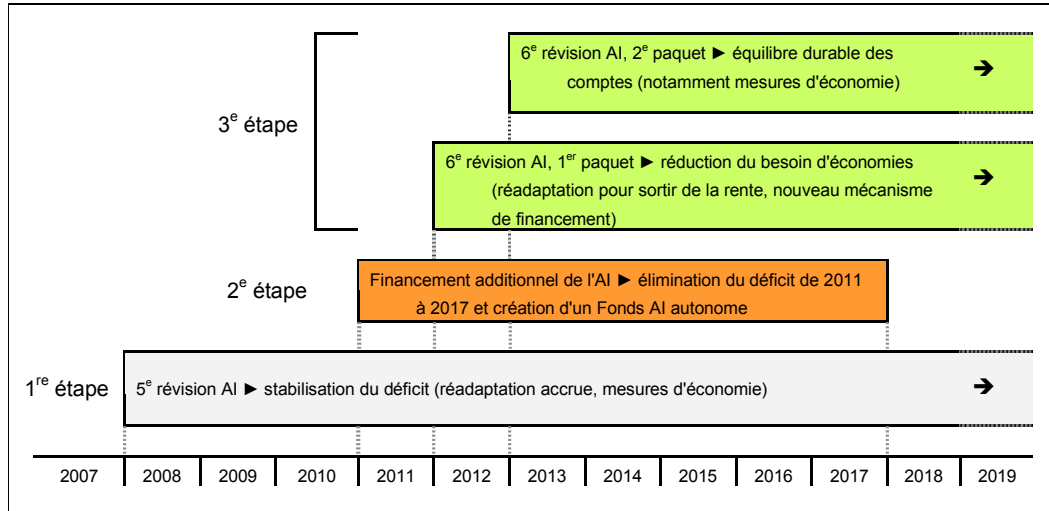 6e révision AI, 2e paquet ► équilibre durable des
comptes (notamment mesures d'économie)
➔
3e étape
6e révision AI, 1er paquet ► réduction du besoin d'économies
(réadaptation pour sortir de la rente, nouveau mécanisme
de financement)
➔
2e étape
Financement additionnel de l'AI ► élimination du déficit de 2011
à 2017 et création d'un Fonds AI autonome
1re étape
5e révision AI ► stabilisation du déficit (réadaptation accrue, mesures d'économie)
➔
2007 2008 2009 2010 2011 2012 2013 2014 2015 2016 2017 2018 2019